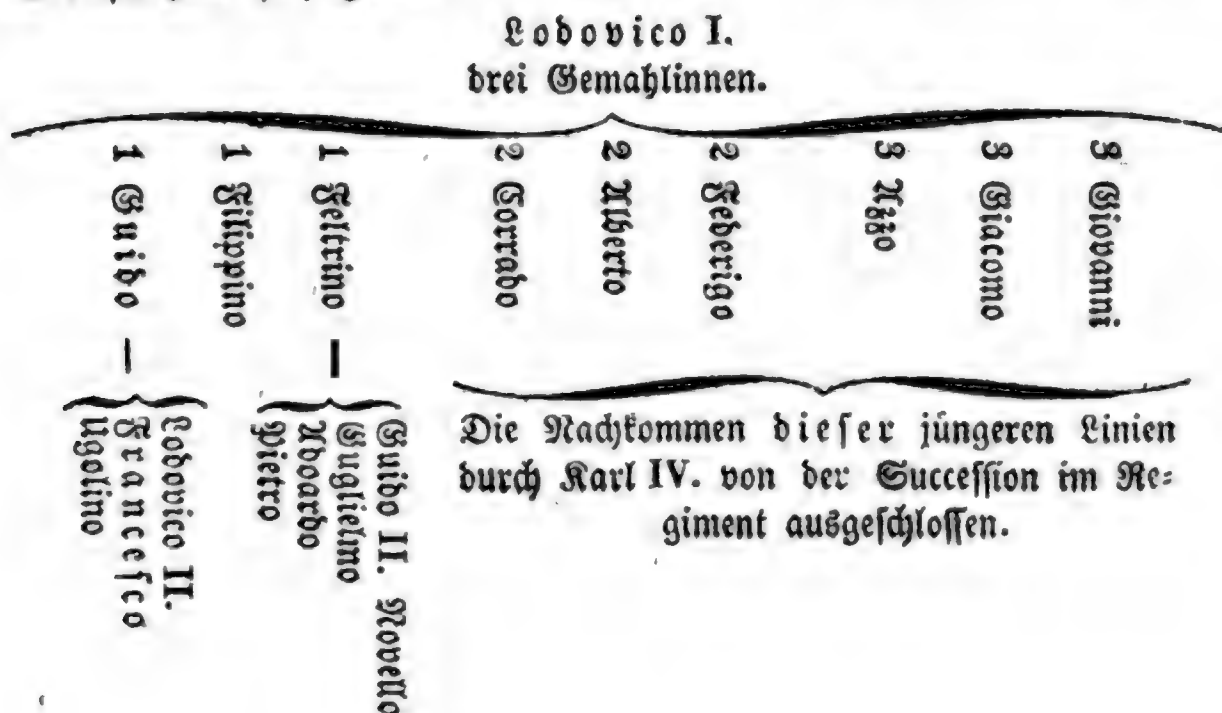 Lodovico I.
drei Gemahlinnen.
1 Guido —
1 Filippino
1 Feltrino —
2 Corrado
2 Alberto
2 Federigo
3 Azzo
3 Giacomo
3 Giovanni
Lodovico II.
Francesco
Ugolino
Guido II. Novello
Guglielmo
Odoardo
Pietro
Die Nachkommen dieser jüngeren Linien
durch Karl IV. von der Succession im Re-
giment ausgeschlossen.